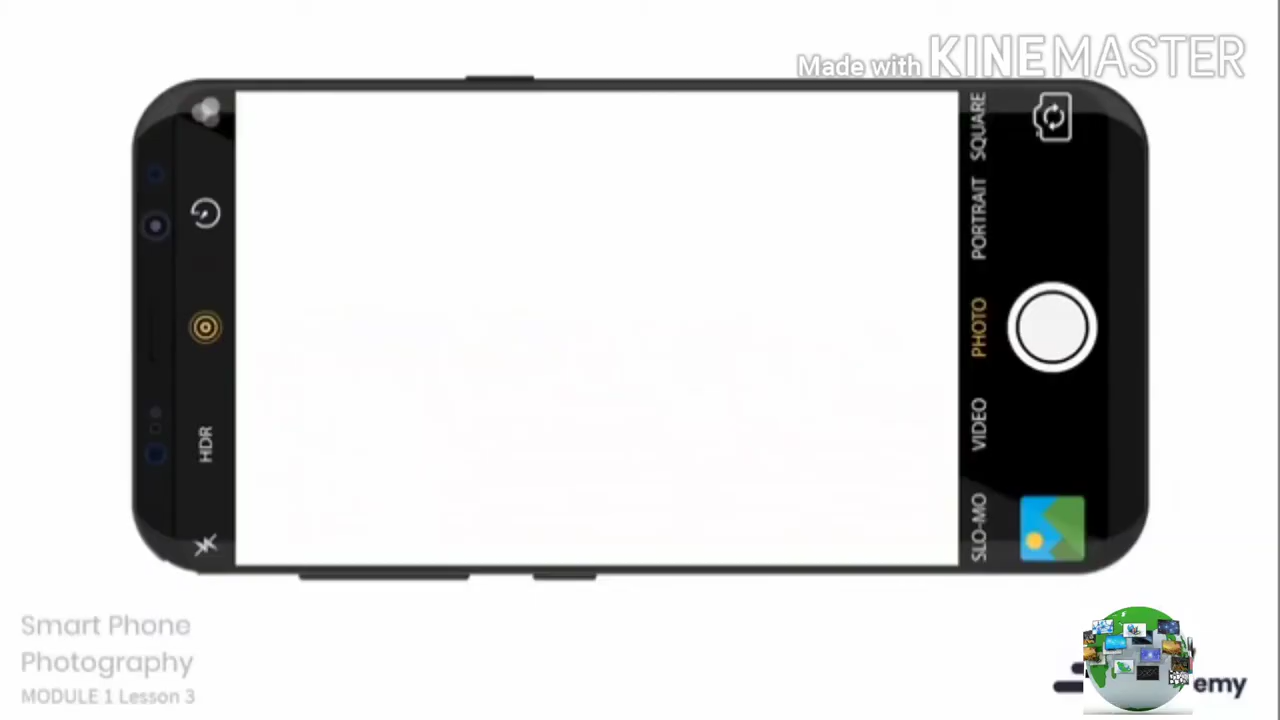 Made with KINEMASTER
SQUARE
PORTRAIT
PHOTO
VIDEO
SLO-MO
HDR
Smart Phone
Photography
MODULE 1 Lesson 3
emy